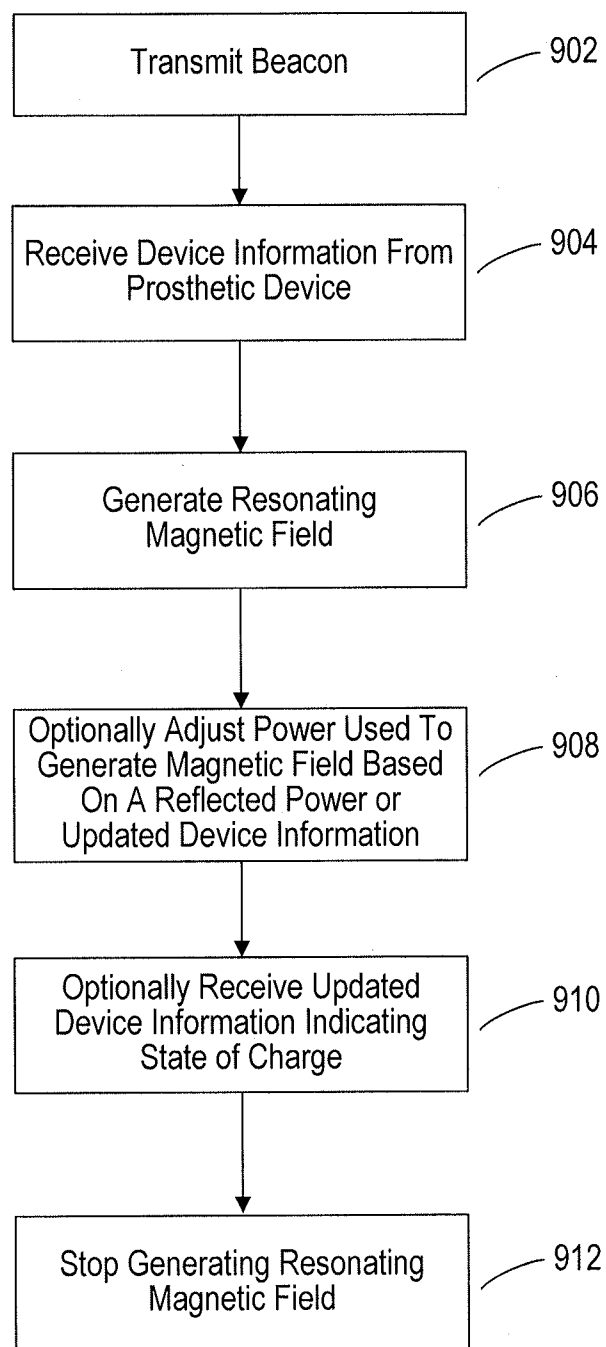 Transmit Beacon
902
Receive Device Information From
Prosthetic Device
904
Generate Resonating
Magnetic Field
906
Optionally Adjust Power Used To
Generate Magnetic Field Based
On A Reflected Power or
Updated Device Information
908
Optionally Receive Updated
Device Information Indicating
State of Charge
910
Stop Generating Resonating
Magnetic Field
912